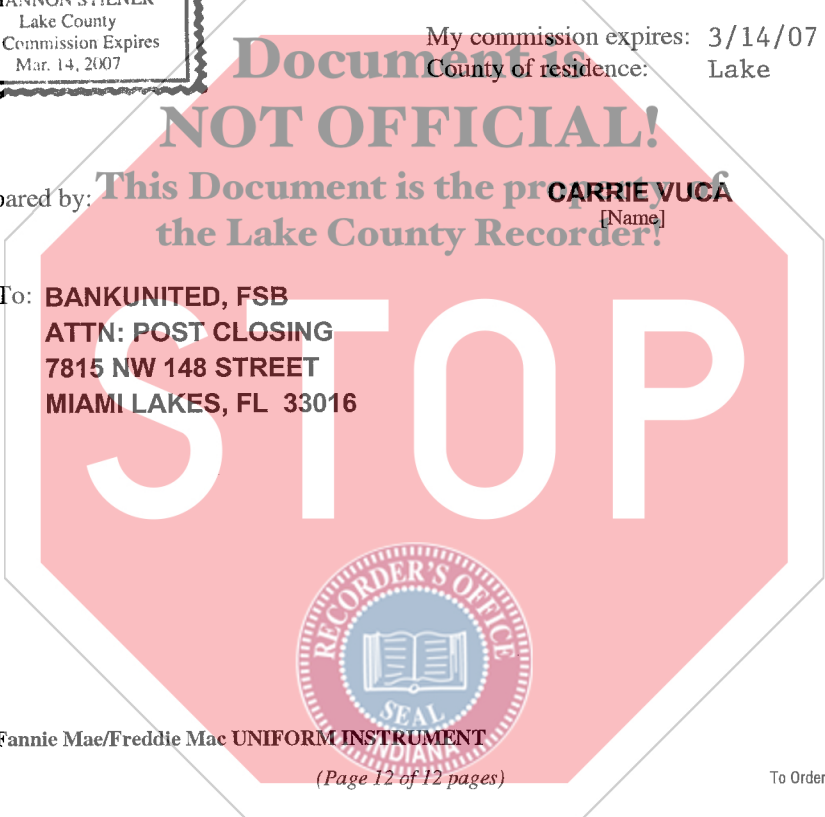 Lake County
Commission Expires
Mar. 14, 2007
My commission expires: 3/14/07
County of residence: Lake
Document is
NOT OFFICIAL!
This Document is the property of
the Lake County Recorder!
pared by: CARRIE VUCA
[Name]
To: BANKUNITED, FSB
ATTN: POST CLOSING
7815 NW 148 STREET
MIAMI LAKES, FL 33016
STOP
RECORDER'S OFFICE
SEAL
INDIANA
Fannie Mae/Freddie Mac UNIFORM INSTRUMENT
(Page 12 of 12 pages)
To Order